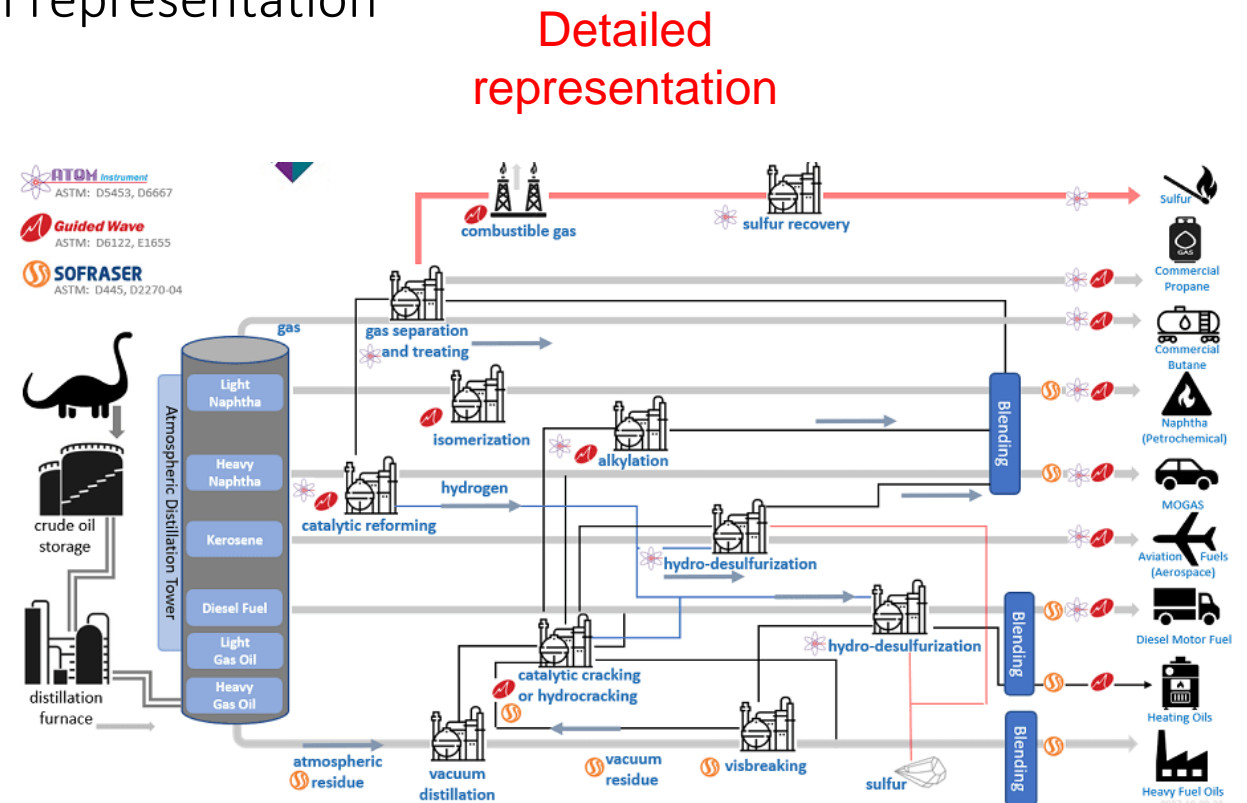 representation
Detailed
representation
ATOM Instrument
ASTM: D5453, D6667
Guided Wave
ASTM: D6122, E1655
SOFRASER
ASTM: D445, D2270-04
combustible gas
sulfur recovery
Sulfur
GAS
Commercial
Propane
gas
gas separation
and treating
Commercial
Butane
Atmospheric Distillation Tower
Light
Naphtha
isomerization
alkylation
Blending
Naphtha
(Petrochemical)
Heavy
Naphtha
hydrogen
catalytic reforming
MOGAS
crude oil
storage
Kerosene
hydro-desulfurization
Aviation Fuels
(Aerospace)
Diesel Fuel
hydro-desulfurization
Blending
Diesel Motor Fuel
Light
Gas Oil
Heavy
Gas Oil
catalytic cracking
or hydrocracking
distillation
furnace
Heating Oils
atmospheric
residue
vacuum
distillation
vacuum
residue
visbreaking
sulfur
Blending
Heavy Fuel Oils